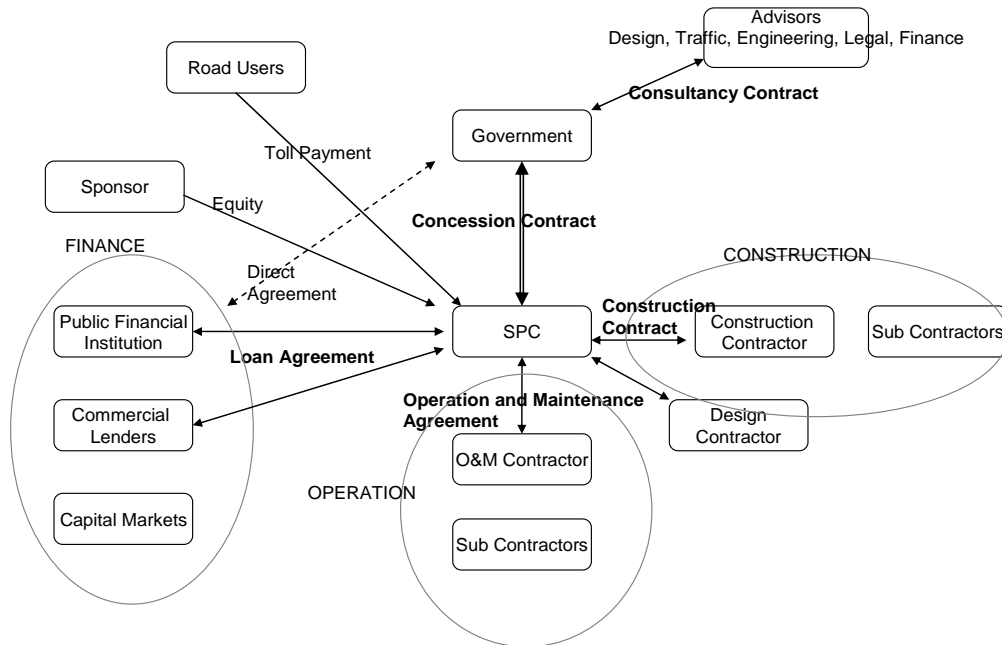 Advisors
Design, Traffic, Engineering, Legal, Finance
Road Users
Consultancy Contract
Government
Toll Payment
Sponsor
Equity
Concession Contract
FINANCE
CONSTRUCTION
Direct
Agreement
Public Financial
Institution
SPC
Construction
Contract
Construction
Contractor
Sub Contractors
Loan Agreement
Commercial
Lenders
Operation and Maintenance
Agreement
Design
Contractor
O&M Contractor
OPERATION
Capital Markets
Sub Contractors